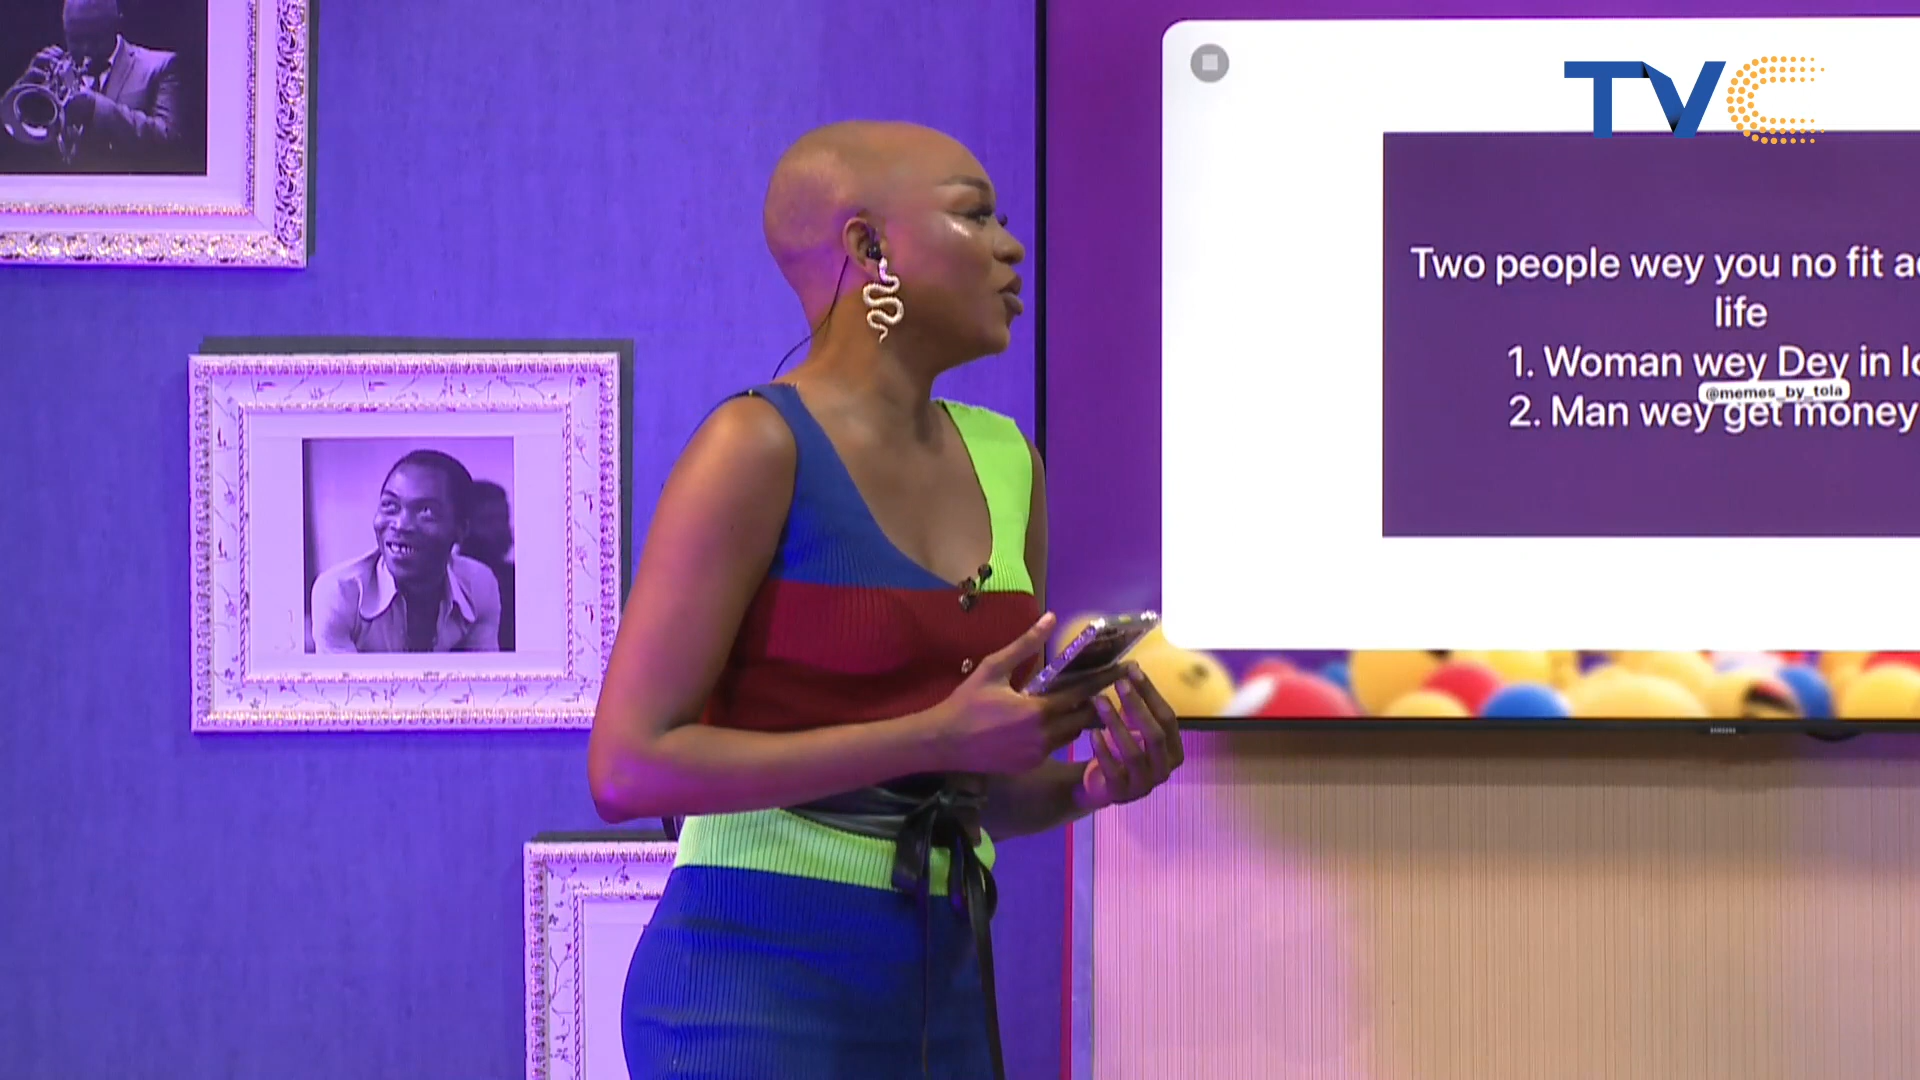 TVC
Two people wey you no fit
life
1. Woman wey Dey in
@memes_by_tola
2. Man wey get money
SAMSUNG